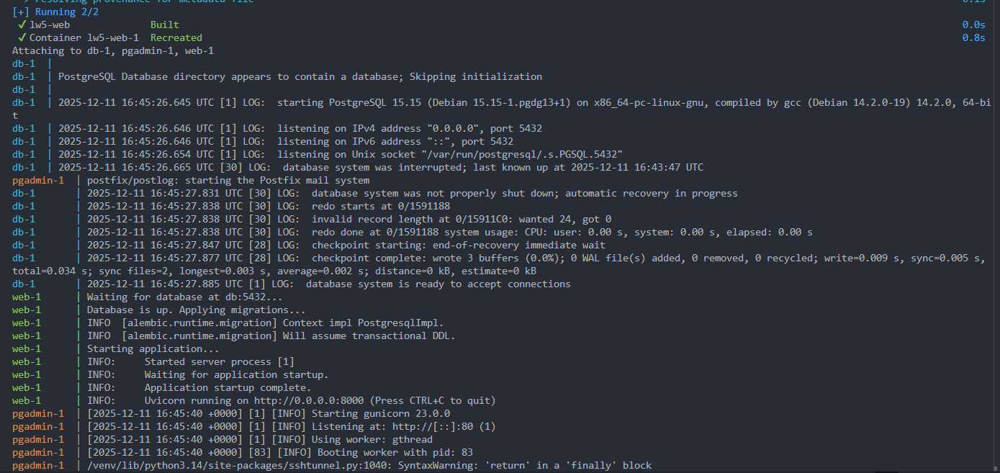 resolving provenance for metadata file 0.1s
[+] Running 2/2
✓ lw5-web Built 0.0s
✓ Container lw5-web-1 Recreated 0.8s
Attaching to db-1, pgadmin-1, web-1
db-1 |
db-1 | PostgreSQL Database directory appears to contain a database; Skipping initialization
db-1 |
db-1 | 2025-12-11 16:45:26.645 UTC [1] LOG: starting PostgreSQL 15.15 (Debian 15.15-1.pgdg13+1) on x86_64-pc-linux-gnu, compiled by gcc (Debian 14.2.0-19) 14.2.0, 64-bi
t
db-1 | 2025-12-11 16:45:26.646 UTC [1] LOG: listening on IPv4 address "0.0.0.0", port 5432
db-1 | 2025-12-11 16:45:26.646 UTC [1] LOG: listening on IPv6 address "::", port 5432
db-1 | 2025-12-11 16:45:26.654 UTC [1] LOG: listening on Unix socket "/var/run/postgresql/.s.PGSQL.5432"
db-1 | 2025-12-11 16:45:26.665 UTC [30] LOG: database system was interrupted; last known up at 2025-12-11 16:43:47 UTC
pgadmin-1 | postfix/postlog: starting the Postfix mail system
db-1 | 2025-12-11 16:45:27.831 UTC [30] LOG: database system was not properly shut down; automatic recovery in progress
db-1 | 2025-12-11 16:45:27.838 UTC [30] LOG: redo starts at 0/1591188
db-1 | 2025-12-11 16:45:27.838 UTC [30] LOG: invalid record length at 0/15911C0: wanted 24, got 0
db-1 | 2025-12-11 16:45:27.838 UTC [30] LOG: redo done at 0/1591188 system usage: CPU: user: 0.00 s, system: 0.00 s, elapsed: 0.00 s
db-1 | 2025-12-11 16:45:27.847 UTC [28] LOG: checkpoint starting: end-of-recovery immediate wait
db-1 | 2025-12-11 16:45:27.877 UTC [28] LOG: checkpoint complete: wrote 3 buffers (0.0%); 0 WAL file(s) added, 0 removed, 0 recycled; write=0.009 s, sync=0.005 s,
total=0.034 s; sync files=2, longest=0.003 s, average=0.002 s; distance=0 kB, estimate=0 kB
db-1 | 2025-12-11 16:45:27.885 UTC [1] LOG: database system is ready to accept connections
web-1 | Waiting for database at db:5432...
web-1 | Database is up. Applying migrations...
web-1 | INFO [alembic.runtime.migration] Context impl PostgresqlImpl.
web-1 | INFO [alembic.runtime.migration] Will assume transactional DDL.
web-1 | Starting application...
web-1 | INFO: Started server process [1]
web-1 | INFO: Waiting for application startup.
web-1 | INFO: Application startup complete.
web-1 | INFO: Uvicorn running on http://0.0.0.0:8000 (Press CTRL+C to quit)
pgadmin-1 | [2025-12-11 16:45:40 +0000] [1] [INFO] Starting gunicorn 23.0.0
pgadmin-1 | [2025-12-11 16:45:40 +0000] [1] [INFO] Listening at: http://[::]:80 (1)
pgadmin-1 | [2025-12-11 16:45:40 +0000] [1] [INFO] Using worker: gthread
pgadmin-1 | [2025-12-11 16:45:40 +0000] [83] [INFO] Booting worker with pid: 83
pgadmin-1 | /venv/lib/python3.14/site-packages/sshtunnel.py:1040: SyntaxWarning: 'return' in a 'finally' block